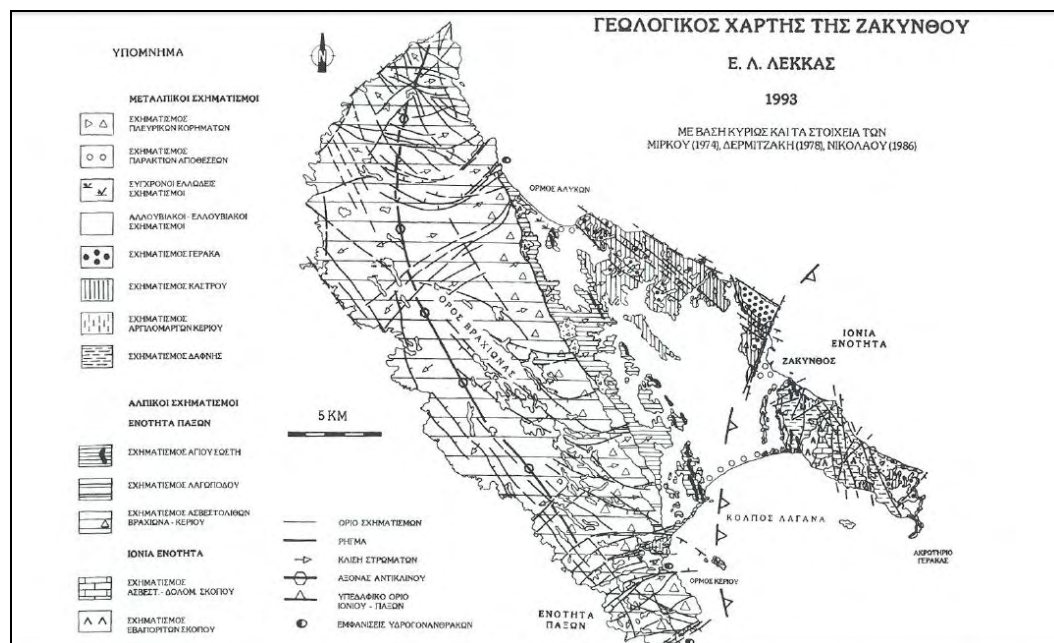 ΓΕΩΛΟΓΙΚΟΣ ΧΑΡΤΗΣ ΤΗΣ ΖΑΚΥΝΘΟΥ
Ε. Λ. ΛΕΚΚΑΣ
1993
ΜΕ ΒΑΣΗ ΚΥΡΙΩΣ ΚΑΙ ΤΑ ΣΤΟΙΧΕΙΑ ΤΩΝ
ΜΙΡΚΟΥ (1974), ΔΕΡΜΙΤΖΑΚΗ (1978), ΝΙΚΟΛΑΟΥ (1986)
ΥΠΟΜΝΗΜΑ
ΜΕΤΑΛΠΙΚΟΙ ΣΧΗΜΑΤΙΣΜΟΙ
ΣΧΗΜΑΤΙΣΜΟΣ
ΠΛΕΥΡΙΚΩΝ ΚΟΡΗΜΑΤΩΝ
ΣΧΗΜΑΤΙΣΜΟΣ
ΠΑΡΑΚΤΙΩΝ ΑΠΟΘΕΣΕΩΝ
ΣΥΓΧΡΟΝΟΙ ΕΛΛΩΔΕΙΣ
ΣΧΗΜΑΤΙΣΜΟΙ
ΑΛΛΟΥΒΙΑΚΟΙ - ΕΛΛΟΥΒΙΑΚΟΙ
ΣΧΗΜΑΤΙΣΜΟΙ
ΣΧΗΜΑΤΙΣΜΟΣ ΓΕΡΑΚΑ
ΣΧΗΜΑΤΙΣΜΟΣ ΚΑΣΤΡΟΥ
ΣΧΗΜΑΤΙΣΜΟΣ
ΑΡΓΙΛΟΜΑΡΓΩΝ ΚΕΡΙΟΥ
ΣΧΗΜΑΤΙΣΜΟΣ ΔΑΦΝΗΣ
ΑΛΠΙΚΟΙ ΣΧΗΜΑΤΙΣΜΟΙ
ΕΝΟΤΗΤΑ ΠΑΞΩΝ
ΣΧΗΜΑΤΙΣΜΟΣ ΑΓΙΟΥ ΣΩΣΤΗ
ΣΧΗΜΑΤΙΣΜΟΣ ΛΑΓΩΠΟΔΟΥ
ΣΧΗΜΑΤΙΣΜΟΣ ΑΣΒΕΣΤΟΛΙΘΩΝ
ΒΡΑΧΙΩΝΑ - ΚΕΡΙΟΥ
ΙΟΝΙΑ ΕΝΟΤΗΤΑ
ΣΧΗΜΑΤΙΣΜΟΣ
ΑΣΒΕΣΤ. - ΔΟΛΟΜ. ΣΚΟΠΟΥ
ΣΧΗΜΑΤΙΣΜΟΣ
ΕΒΑΠΟΡΙΤΩΝ ΣΚΟΠΟΥ
5 KM
ΟΡΙΟ ΣΧΗΜΑΤΙΣΜΩΝ
ΡΗΓΜΑ
ΚΛΙΣΗ ΣΤΡΩΜΑΤΩΝ
ΑΞΟΝΑΣ ΑΝΤΙΚΛΙΝΟΥ
ΥΠΕΔΑΦΙΚΟ ΟΡΙΟ
ΙΟΝΙΟΥ - ΠΑΞΩΝ
ΕΜΦΑΝΙΣΕΙΣ ΥΔΡΟΓΟΝΑΝΘΡΑΚΩΝ
ΟΡΜΟΣ ΑΛΥΚΩΝ
ΟΡΟΣ ΒΡΑΧΙΩΝΑΣ
ΙΟΝΙΑ
ΕΝΟΤΗΤΑ
ΖΑΚΥΝΘΟΣ
ΚΟΛΠΟΣ ΛΑΓΑΝΑ
ΑΚΡΩΤΗΡΙΟ
ΓΕΡΑΚΑΣ
ΟΡΜΟΣ ΚΕΡΙΟΥ
ΕΝΟΤΗΤΑ
ΠΑΞΩΝ